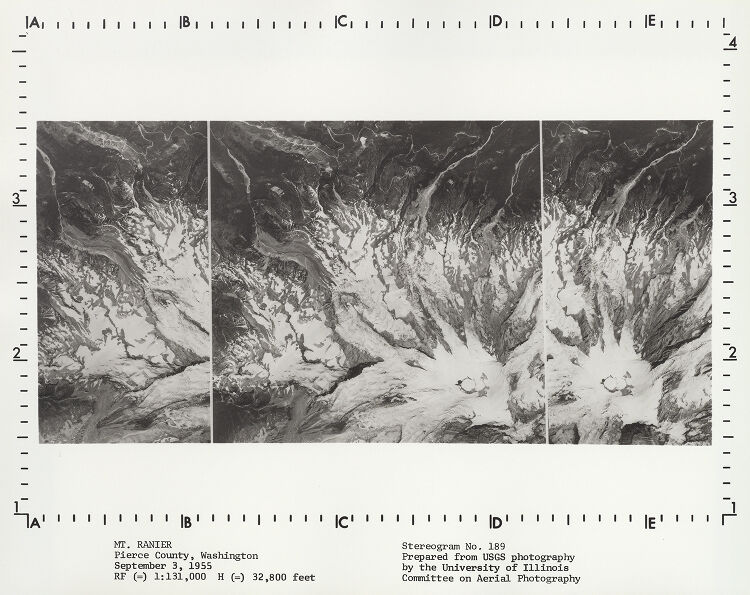 A B C D E
4
3 3
2 2
1 1
A B C D E
MT. RANIER
Pierce County, Washington
September 3, 1955
RF (=) 1:131,000 H (=) 32,800 feet
Stereogram No. 189
Prepared from USGS photography
by the University of Illinois
Committee on Aerial Photography